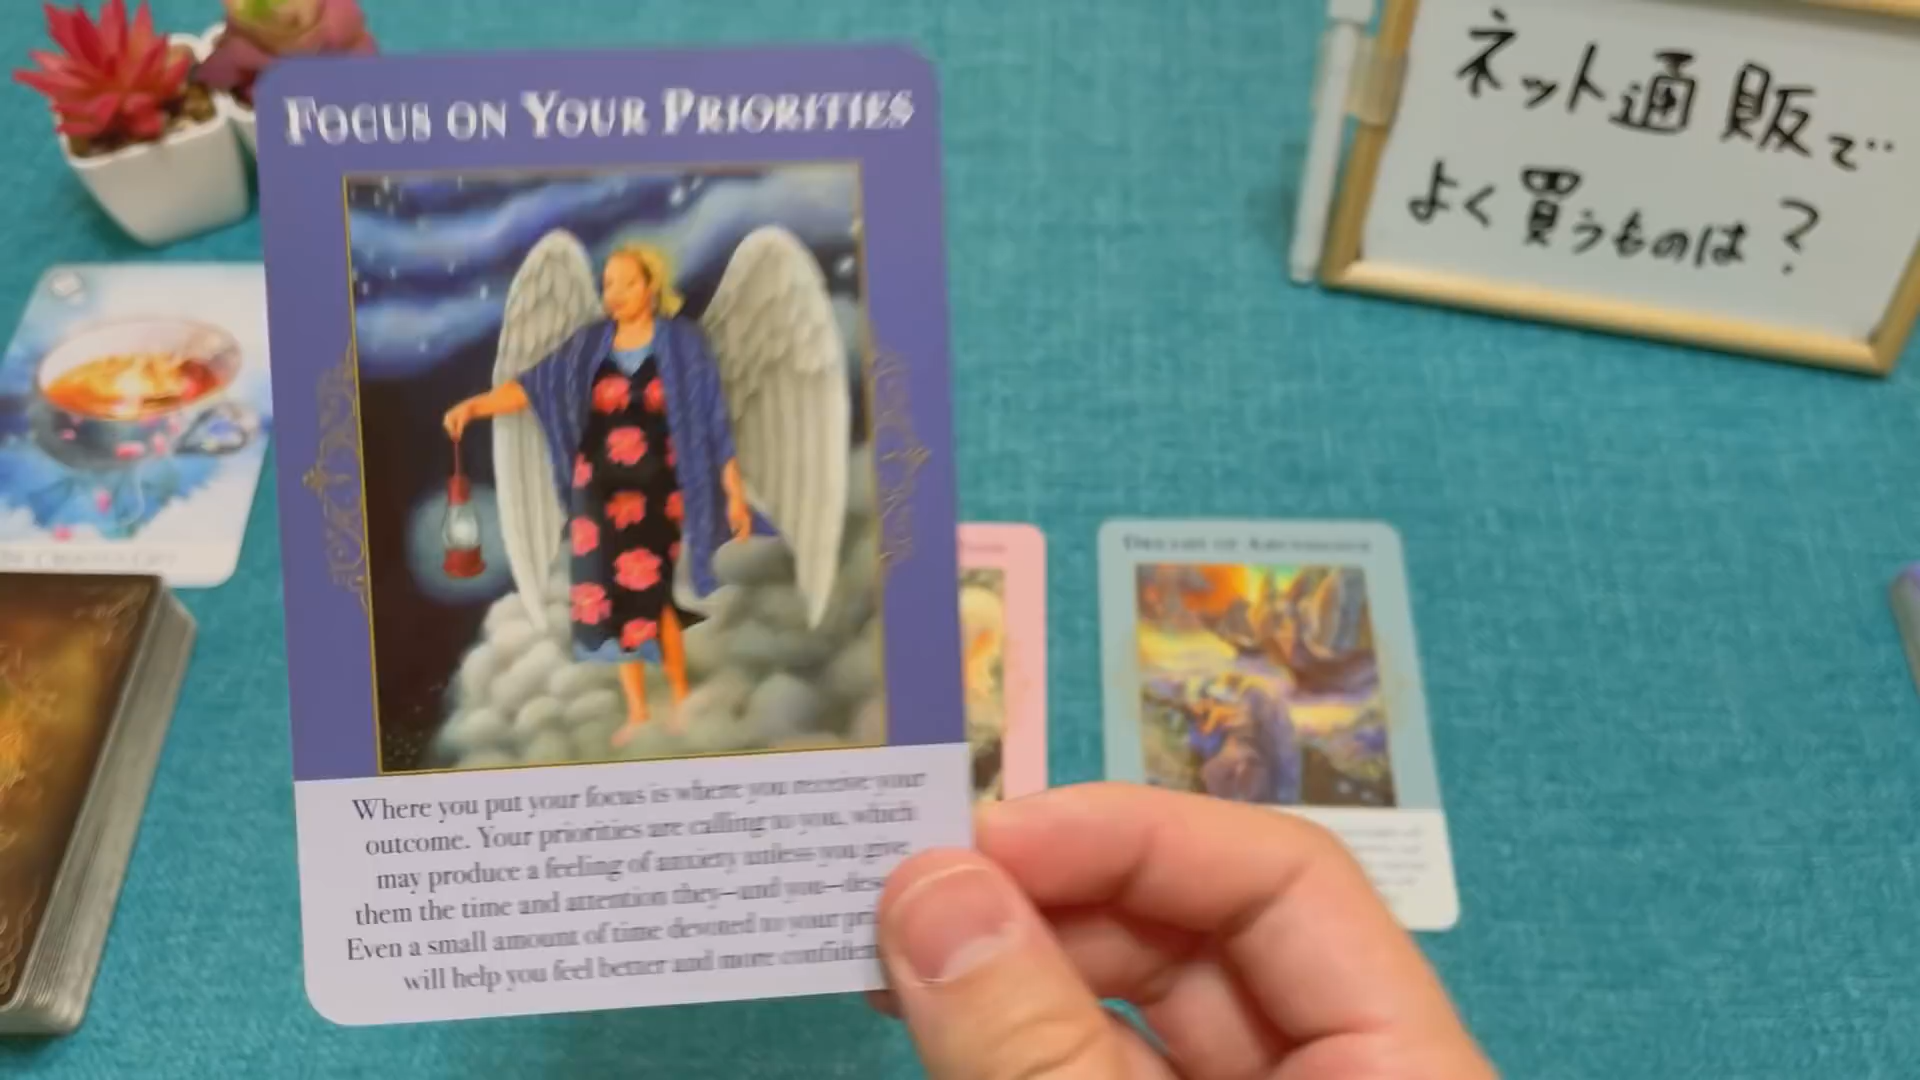 FOCUS ON YOUR PRIORITIES
Where you put your focus is where you receive your
outcome. Your priorities are calling to you, which
may produce a feeling of anxiety unless you give
them the time and attention they—and you—
Even a small amount of time devoted to your
will help you feel better and more
ネット通販で
よく買うものは？